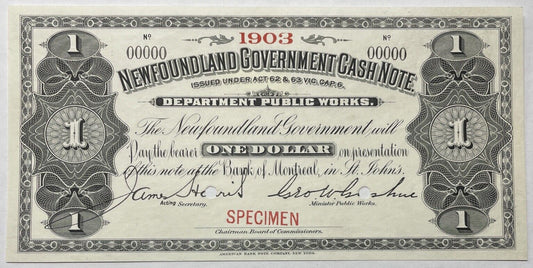 1 1
1903
Nº 00000 Nº 00000
NEWFOUNDLAND GOVERNMENT CASH NOTE.
ISSUED UNDER ACT 62 & 63 VIC. CAP. 6.
FOR
DEPARTMENT PUBLIC WORKS.
The Newfoundland Government will
Pay the bearer ONE DOLLAR on presentation
of this note at the Bank of Montreal, in St. John's.
1 1
James Harris
Acting Secretary. Minister Public Works.
SPECIMEN
Chairman Board of Commissioners.
1 1
AMERICAN BANK NOTE COMPANY, NEW YORK.